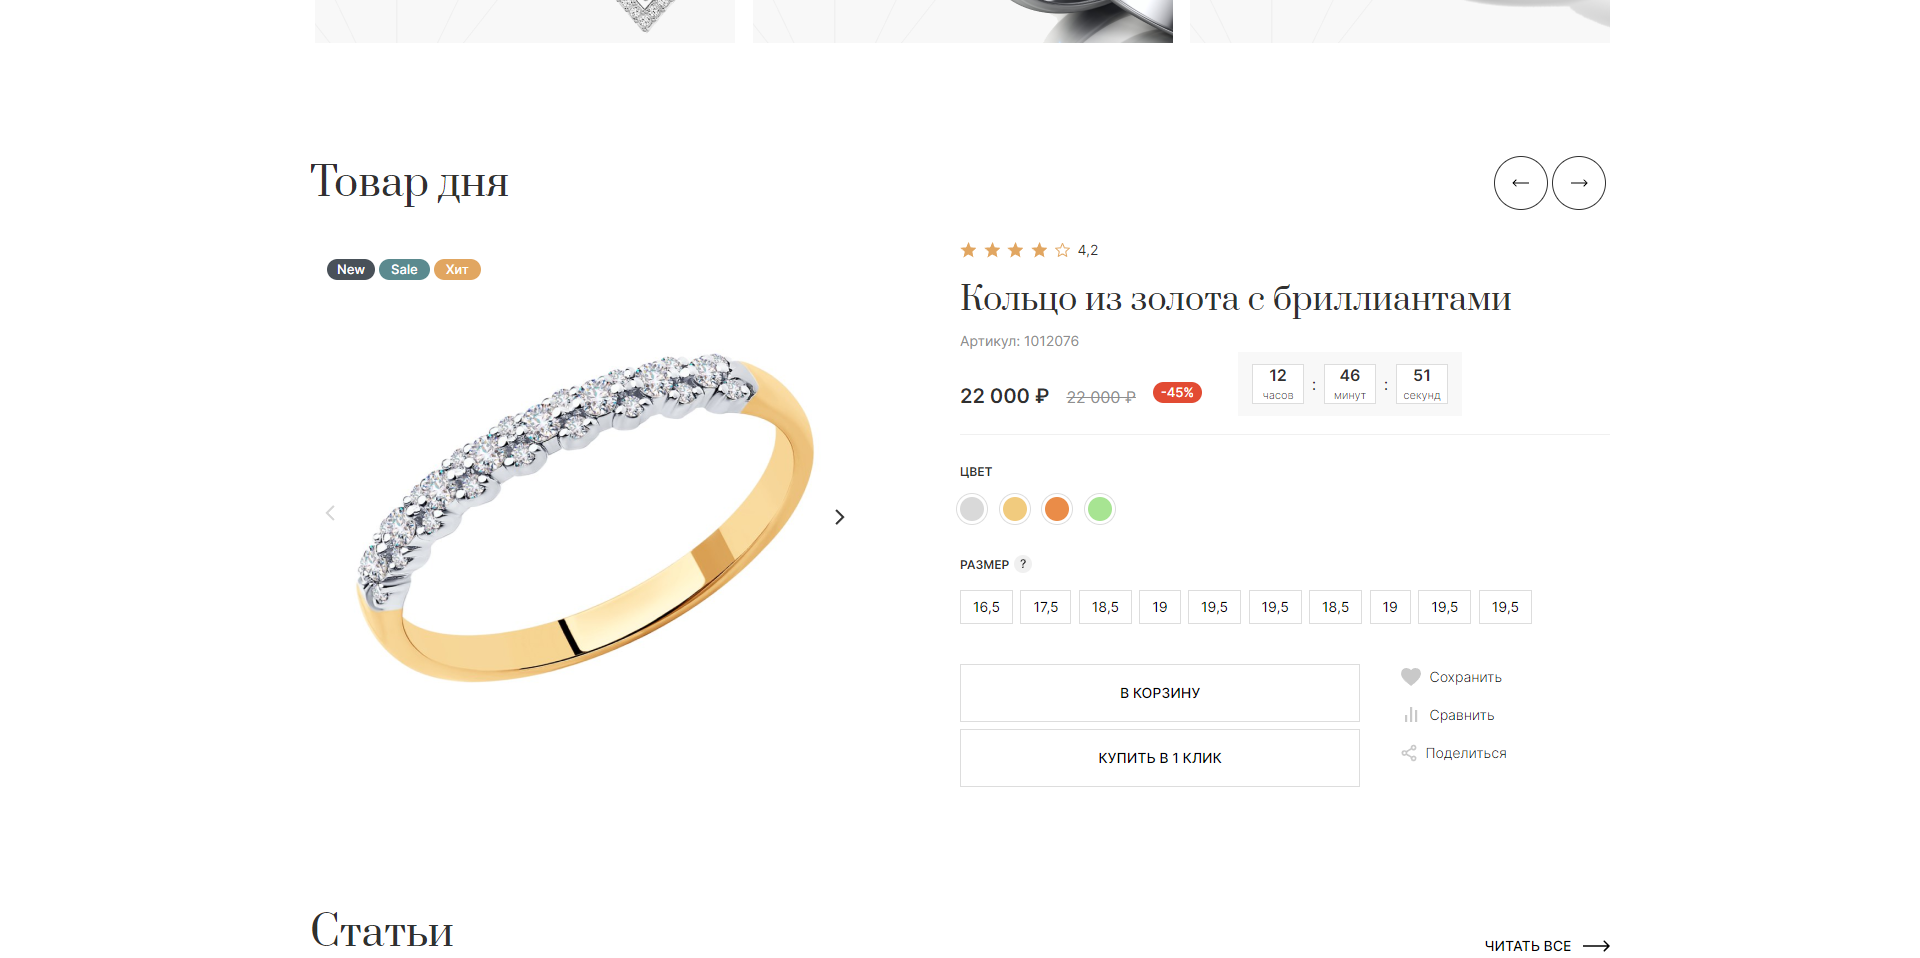 Товар дня
New Sale Хит
4,2
Кольцо из золота с бриллиантами
Артикул: 1012076
22 000 ₽ 22 000 ₽ -45%
12 : 46 : 51
часов минут секунд
ЦВЕТ
РАЗМЕР ?
16,5 17,5 18,5 19 19,5 19,5 18,5 19 19,5 19,5
В КОРЗИНУ
КУПИТЬ В 1 КЛИК
Сохранить
Сравнить
Поделиться
Статьи
ЧИТАТЬ ВСЕ